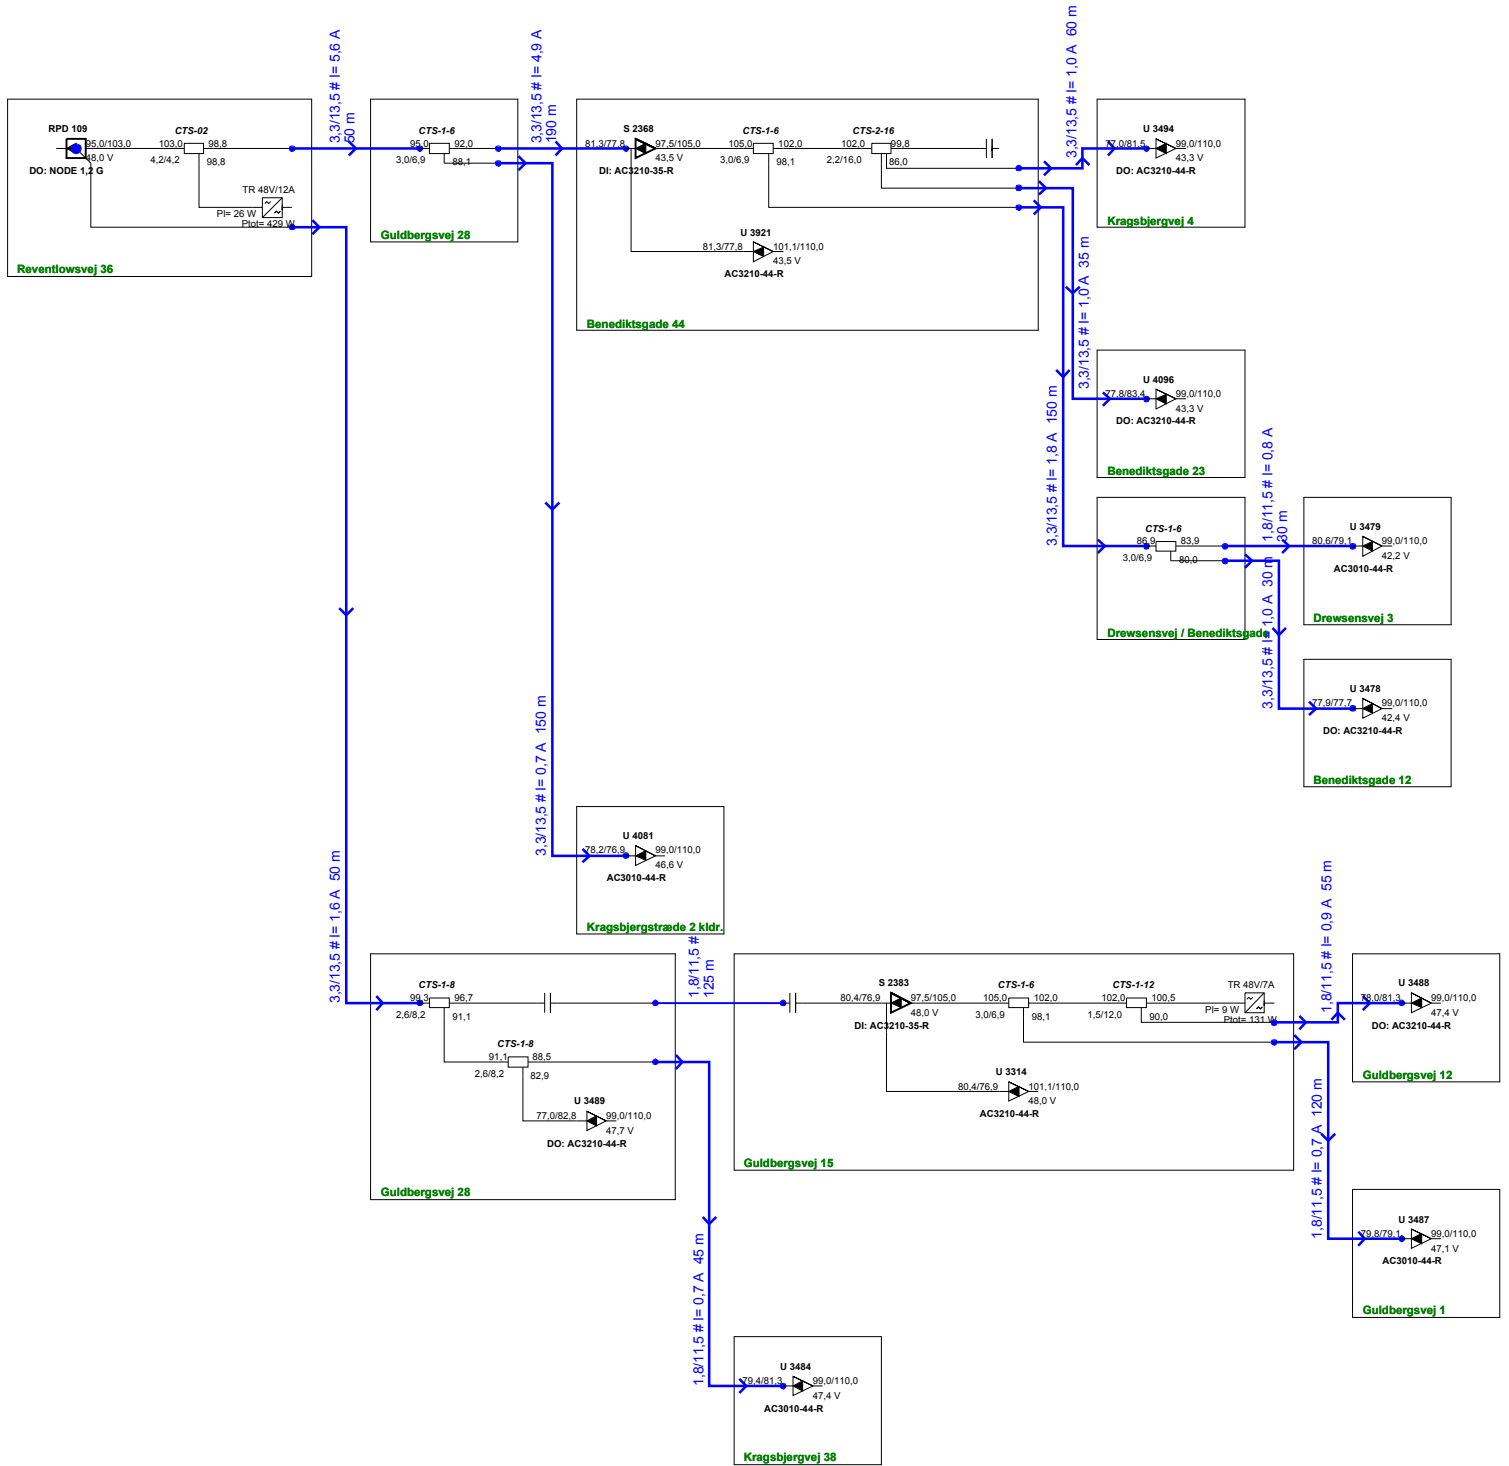 RPD 109
95,0/103,0
48,0 V
DO: NODE 1,2 G
CTS-02
103,0
98,8
4,2/4,2
98,8
TR 48V/12A
PI= 26 W
Ptot= 429 W
Reventlowsvej 36
3,3/13,5 # I= 5,6 A
50 m
CTS-1-6
95,0
92,0
3,0/6,9
88,1
Guldbergsvej 28
3,3/13,5 # I= 4,9 A
190 m
S 2368
81,3/77,8
97,5/105,0
43,5 V
DI: AC3210-35-R
CTS-1-6
105,0
102,0
3,0/6,9
98,1
CTS-2-16
102,0
99,8
2,2/16,0
86,0
U 3921
81,3/77,8
101,1/110,0
43,5 V
AC3210-44-R
Benediktsgade 44
3,3/13,5 # I= 1,0 A 60 m
U 3494
77,0/81,5
99,0/110,0
43,3 V
DO: AC3210-44-R
Kragsbjergvej 4
3,3/13,5 # I= 1,0 A 35 m
U 4096
77,8/83,4
99,0/110,0
43,3 V
DO: AC3210-44-R
Benediktsgade 23
3,3/13,5 # I= 1,8 A 150 m
CTS-1-6
86,9
83,9
3,0/6,9
80,0
Drewsensvej / Benediktsgade
1,8/11,5 # I= 0,8 A
30 m
U 3479
80,6/79,1
99,0/110,0
42,2 V
AC3010-44-R
Drewsensvej 3
3,3/13,5 # I= 1,0 A 30 m
U 3478
77,9/77,7
99,0/110,0
42,4 V
DO: AC3210-44-R
Benediktsgade 12
3,3/13,5 # I= 0,7 A 150 m
U 4081
78,2/76,9
99,0/110,0
46,6 V
AC3010-44-R
Kragsbjergstræde 2 kldr.
3,3/13,5 # I= 1,6 A 50 m
CTS-1-8
99,3
96,7
2,6/8,2
91,1
CTS-1-8
91,1
88,5
2,6/8,2
82,9
U 3489
77,0/82,8
99,0/110,0
47,7 V
DO: AC3210-44-R
Guldbergsvej 28
1,8/11,5 #
125 m
S 2383
80,4/76,9
97,5/105,0
48,0 V
DI: AC3210-35-R
CTS-1-6
105,0
102,0
3,0/6,9
98,1
CTS-1-12
102,0
100,5
1,5/12,0
90,0
TR 48V/7A
PI= 9 W
Ptot= 131 W
U 3314
80,4/76,9
101,1/110,0
48,0 V
AC3210-44-R
Guldbergsvej 15
1,8/11,5 # I= 0,9 A 55 m
U 3488
78,0/81,3
99,0/110,0
47,4 V
DO: AC3210-44-R
Guldbergsvej 12
1,8/11,5 # I= 0,7 A 120 m
U 3487
79,8/79,1
99,0/110,0
47,1 V
AC3010-44-R
Guldbergsvej 1
1,8/11,5 # I= 0,7 A 45 m
U 3484
79,4/81,3
99,0/110,0
47,4 V
AC3010-44-R
Kragsbjergvej 38